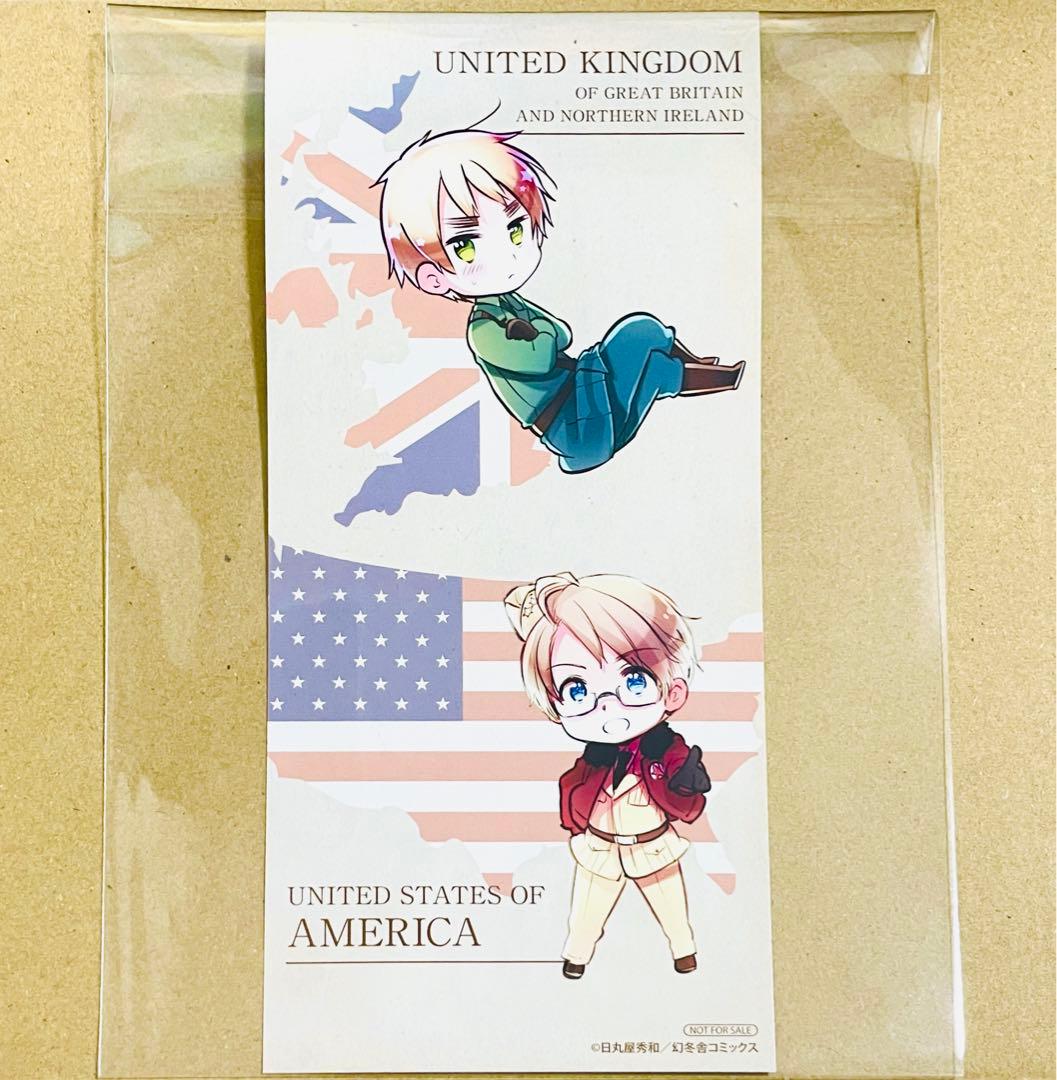 UNITED KINGDOM
OF GREAT BRITAIN
AND NORTHERN IRELAND
UNITED STATES OF
AMERICA
NOT FOR SALE
©日丸屋秀和／幻冬舎コミックス